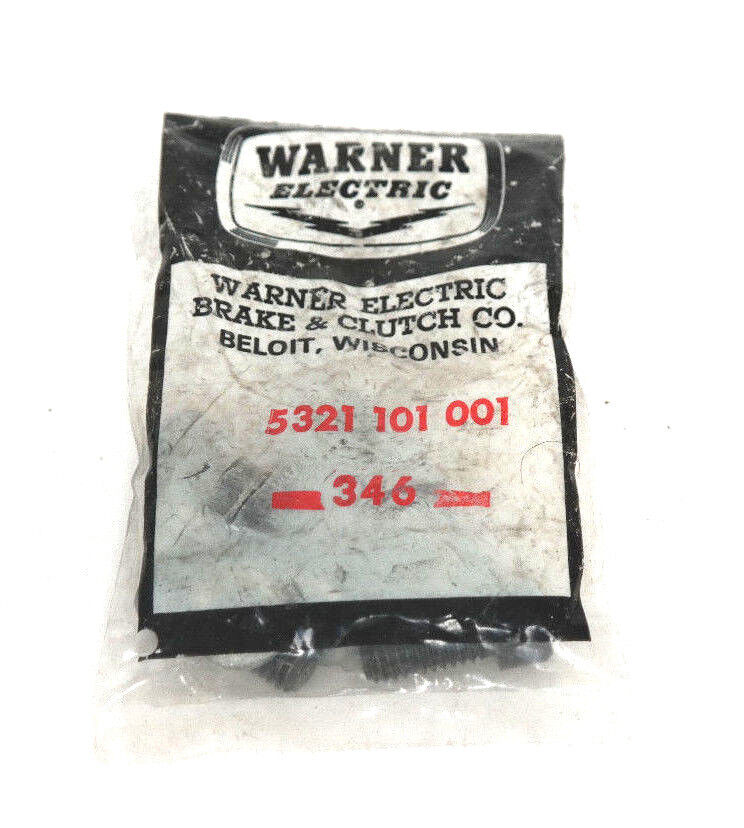 WARNER
ELECTRIC
®
WARNER ELECTRIC
BRAKE & CLUTCH CO.
BELOIT, WISCONSIN
5321 101 001
346